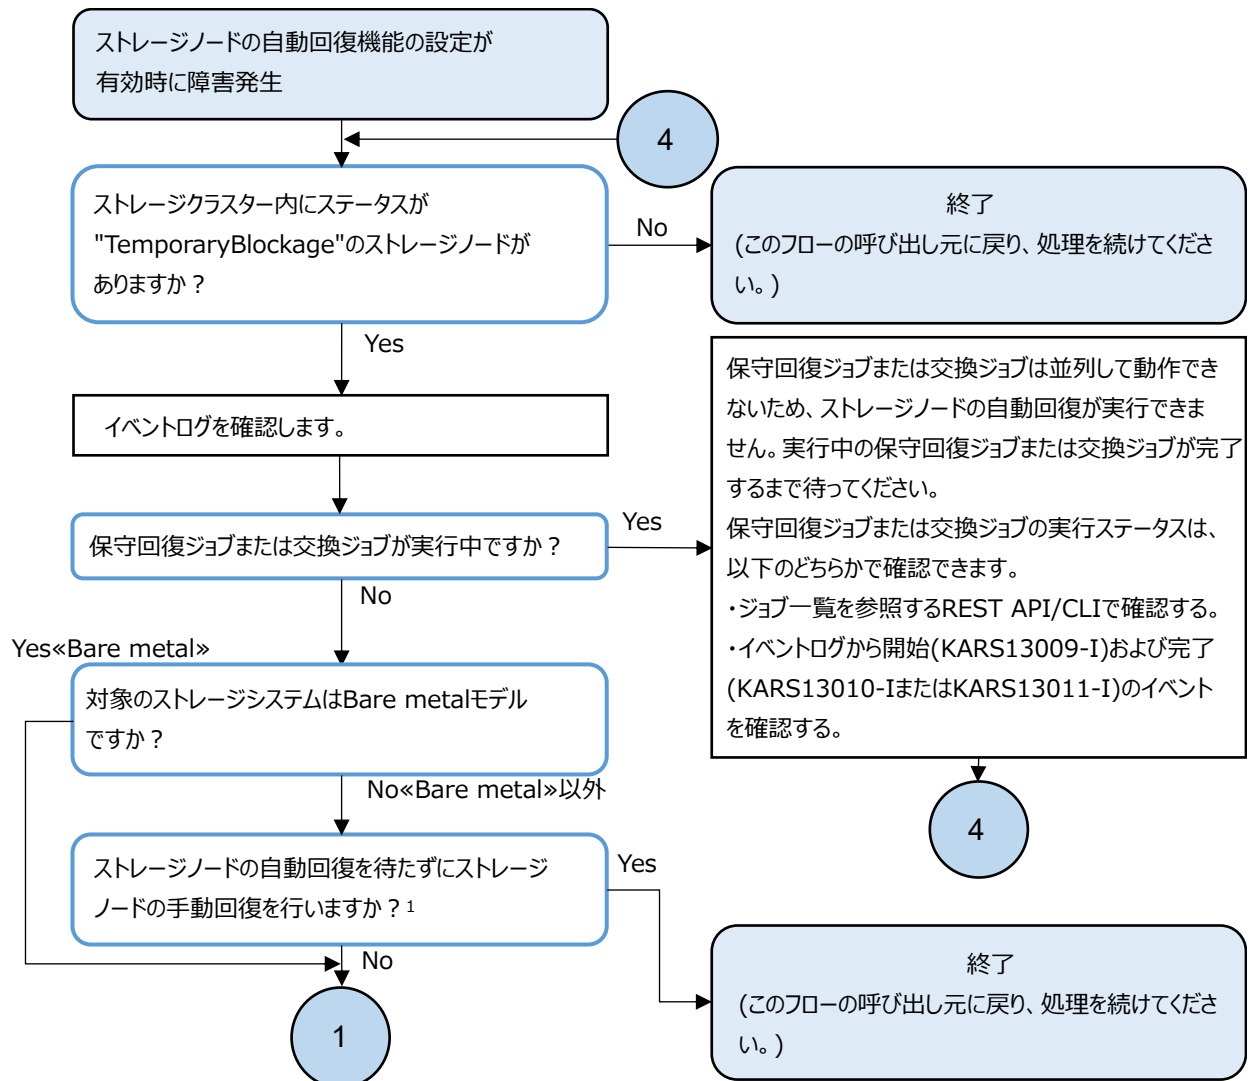 ストレージノードの自動回復機能の設定が
有効時に障害発生
4
ストレージクラスター内にステータスが
"TemporaryBlockage"のストレージノードが
ありますか？
No
終了
(このフローの呼び出し元に戻り、処理を続けてくださ
い。)
Yes
イベントログを確認します。
保守回復ジョブまたは交換ジョブが実行中ですか？
Yes
保守回復ジョブまたは交換ジョブは並列して動作でき
ないため、ストレージノードの自動回復が実行できま
せん。実行中の保守回復ジョブまたは交換ジョブが完了
するまで待ってください。
保守回復ジョブまたは交換ジョブの実行ステータスは、
以下のどちらかで確認できます。
・ジョブ一覧を参照するREST API/CLIで確認する。
・イベントログから開始(KARS13009-I)および完了
(KARS13010-IまたはKARS13011-I)のイベント
を確認する。
4
No
Yes«Bare metal»
対象のストレージシステムはBare metalモデル
ですか？
No«Bare metal»以外
ストレージノードの自動回復を待たずにストレージ
ノードの手動回復を行いますか？1
Yes
終了
(このフローの呼び出し元に戻り、処理を続けてくださ
い。)
No
1